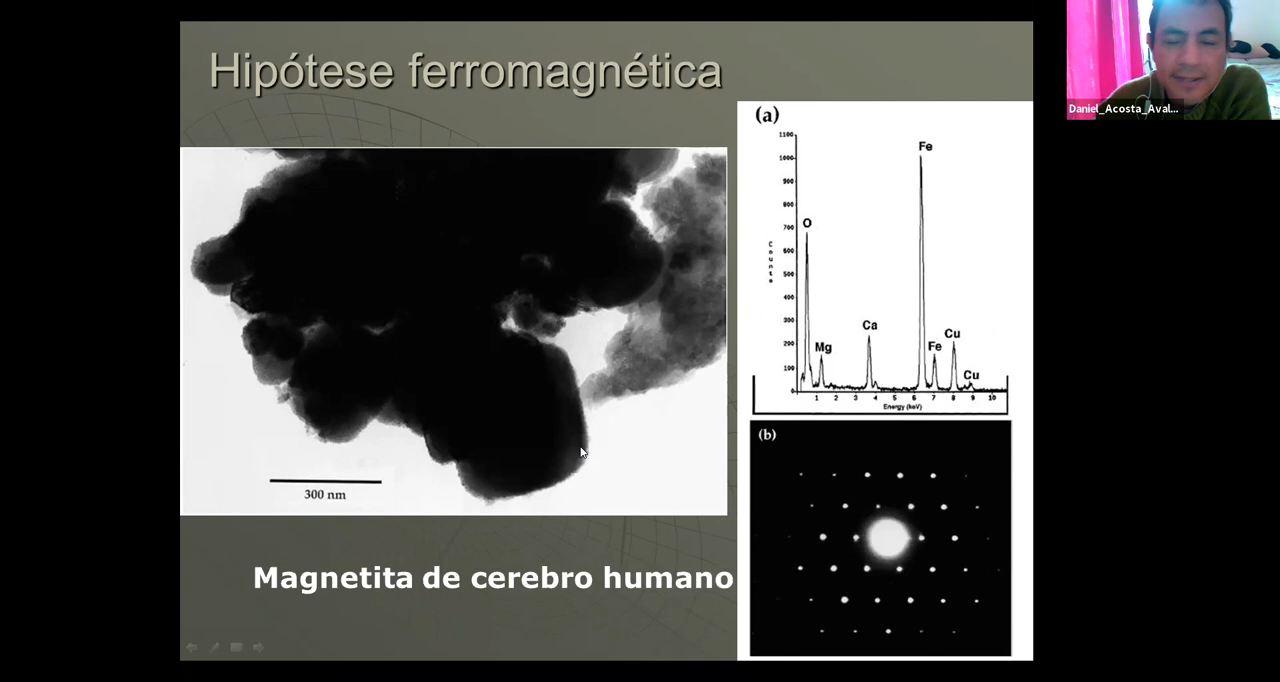 Hipótese ferromagnética
Daniel_Acosta_Aval...
300 nm
Magnetita de cerebro humano
(a)
1100
1000
900
800
700
600
500
400
300
200
100
Counts
O
Mg
Ca
Fe
Fe
Cu
Cu
1 2 3 4 5 6 7 8 9 10
Energy (keV)
(b)